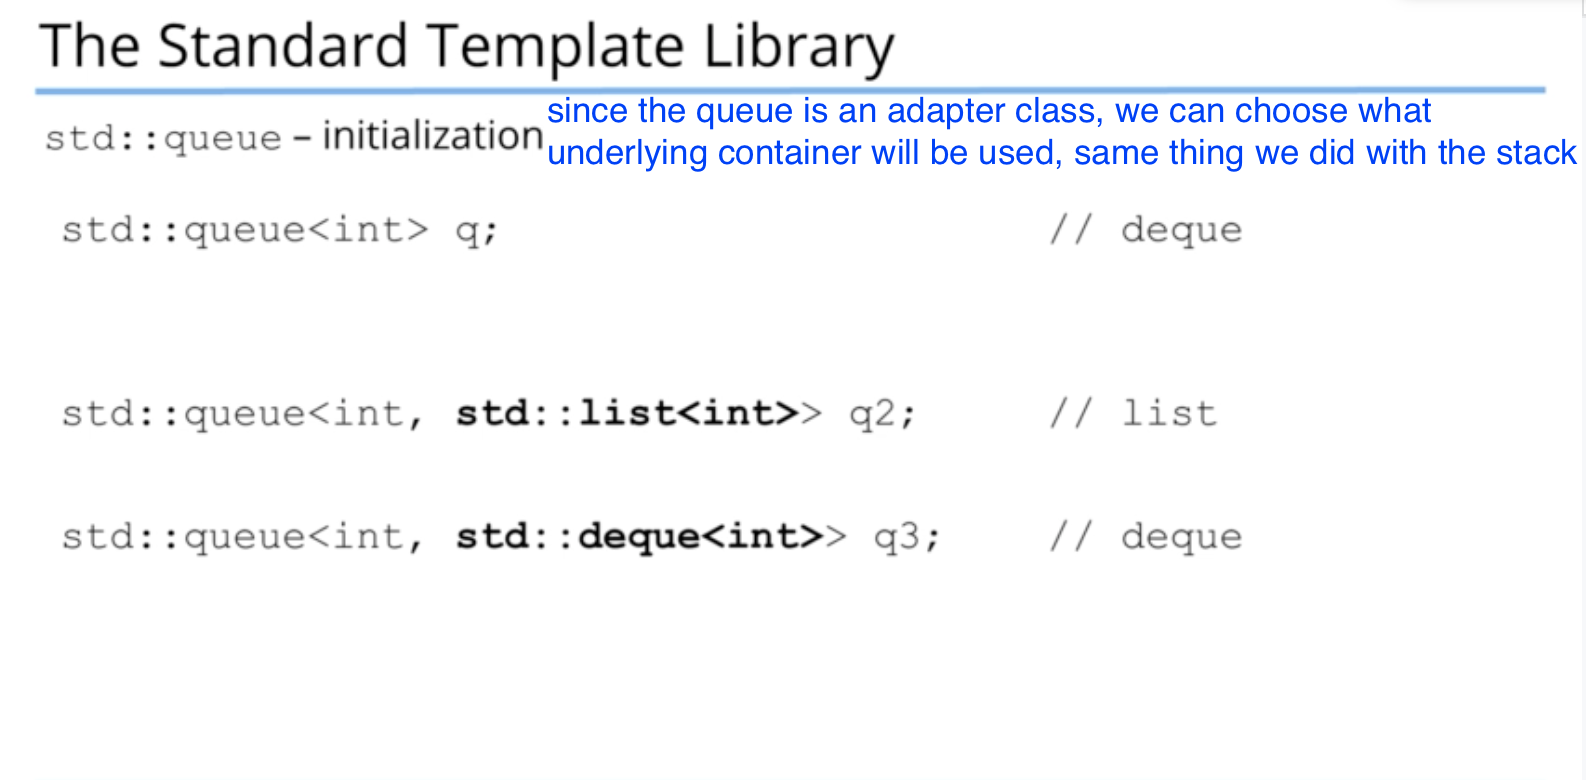 The Standard Template Library
since the queue is an adapter class, we can choose what
std::queue – initialization
underlying container will be used, same thing we did with the stack
std::queue<int> q; // deque
std::queue<int, std::list<int>> q2; // list
std::queue<int, std::deque<int>> q3; // deque